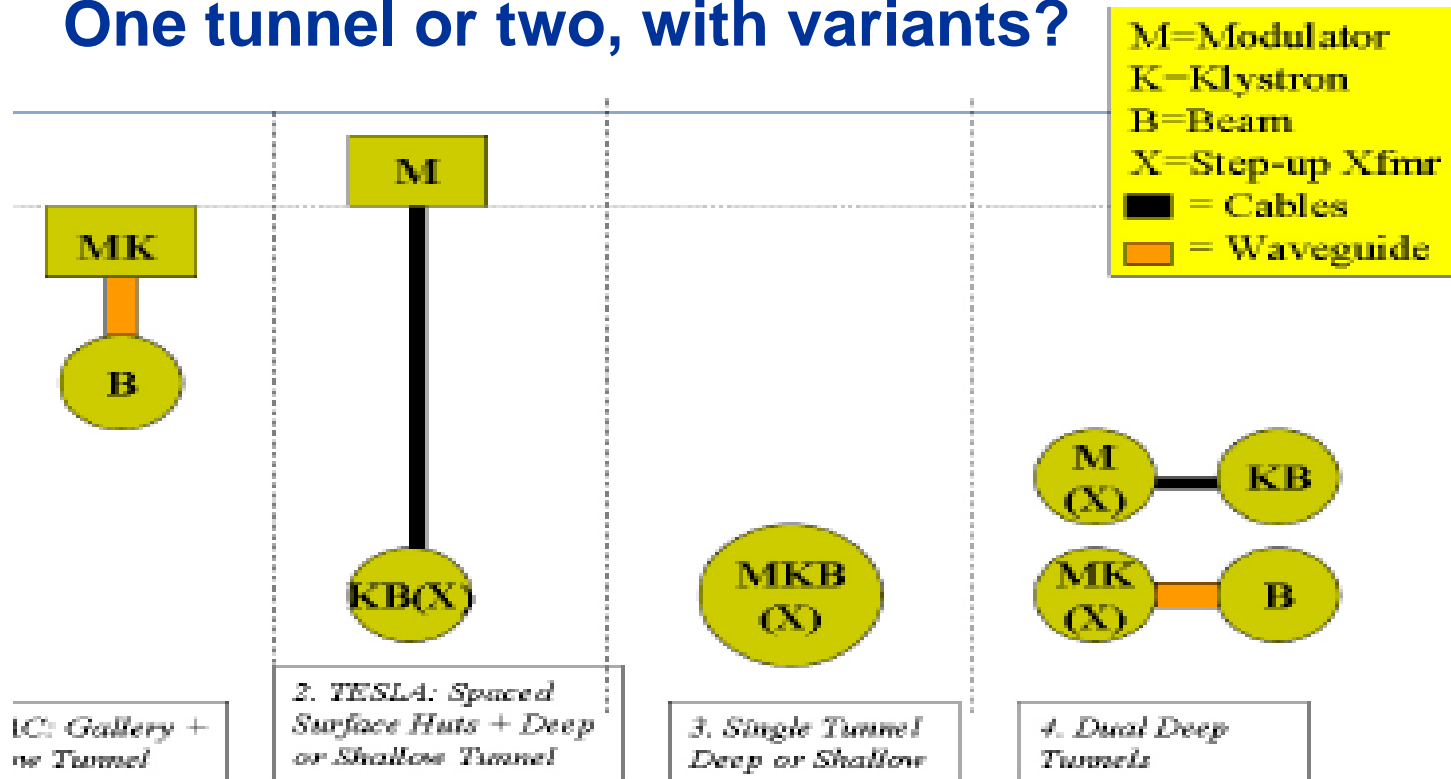 One tunnel or two, with variants?
M=Modulator
K=Klystron
B=Beam
X=Step-up Xfmr
= Cables
= Waveguide
M
MK
B
KB(X)
MKB
(X)
M
(X)
KB
MK
(X)
B
Gallery +
Tunnel
2. TESLA: Spaced
Surface Huts + Deep
or Shallow Tunnel
3. Single Tunnel
Deep or Shallow
4. Dual Deep
Tunnels